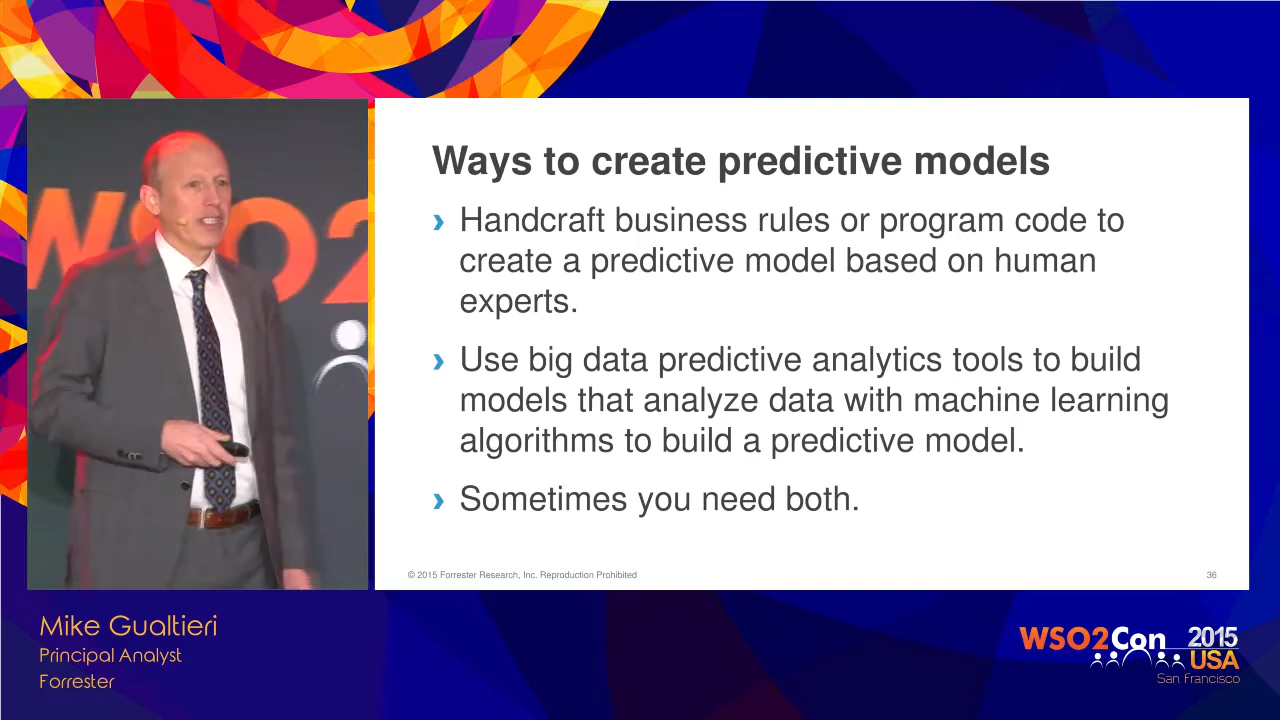 WSO2
Ways to create predictive models
› Handcraft business rules or program code to
create a predictive model based on human
experts.
› Use big data predictive analytics tools to build
models that analyze data with machine learning
algorithms to build a predictive model.
› Sometimes you need both.
© 2015 Forrester Research, Inc. Reproduction Prohibited
36
Mike Gualtieri
Principal Analyst
Forrester
WSO2Con 2015
USA
San Francisco